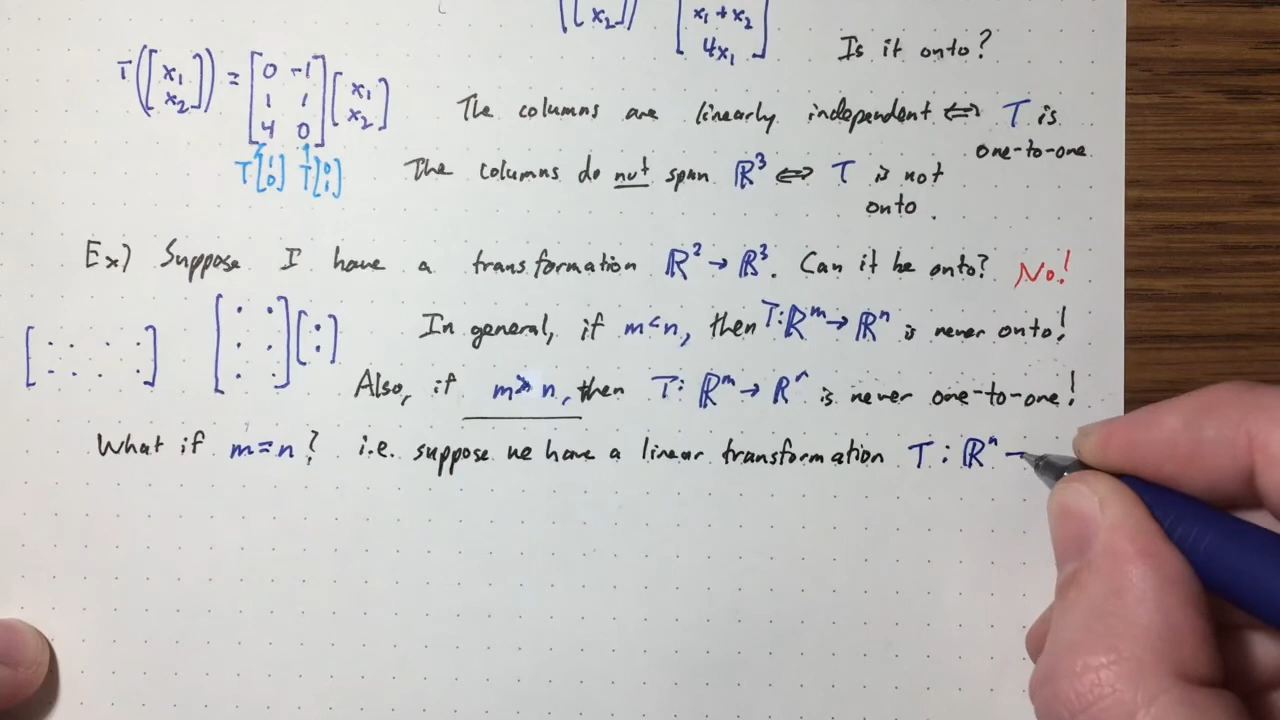 [[x₂]) [x₁ + x₂
4x₁]
Is it onto?
T([x₁ x₂]) = [0 -1 1 1 4 0][x₁ x₂]
The columns are linearly independent ⟺ T is
one-to-one.
T[1 0] T[0 1]
The columns do not span ℝ³ ⟺ T is not
onto.
Ex) Suppose I have a transformation ℝ² → ℝ³. Can it be onto? No!
In general, if m<n, then T:ℝᵐ → ℝⁿ is never onto!
Also, if m > n, then T: ℝᵐ → ℝⁿ is never one-to-one!
What if m=n? i.e. suppose we have a linear transformation T: ℝⁿ →